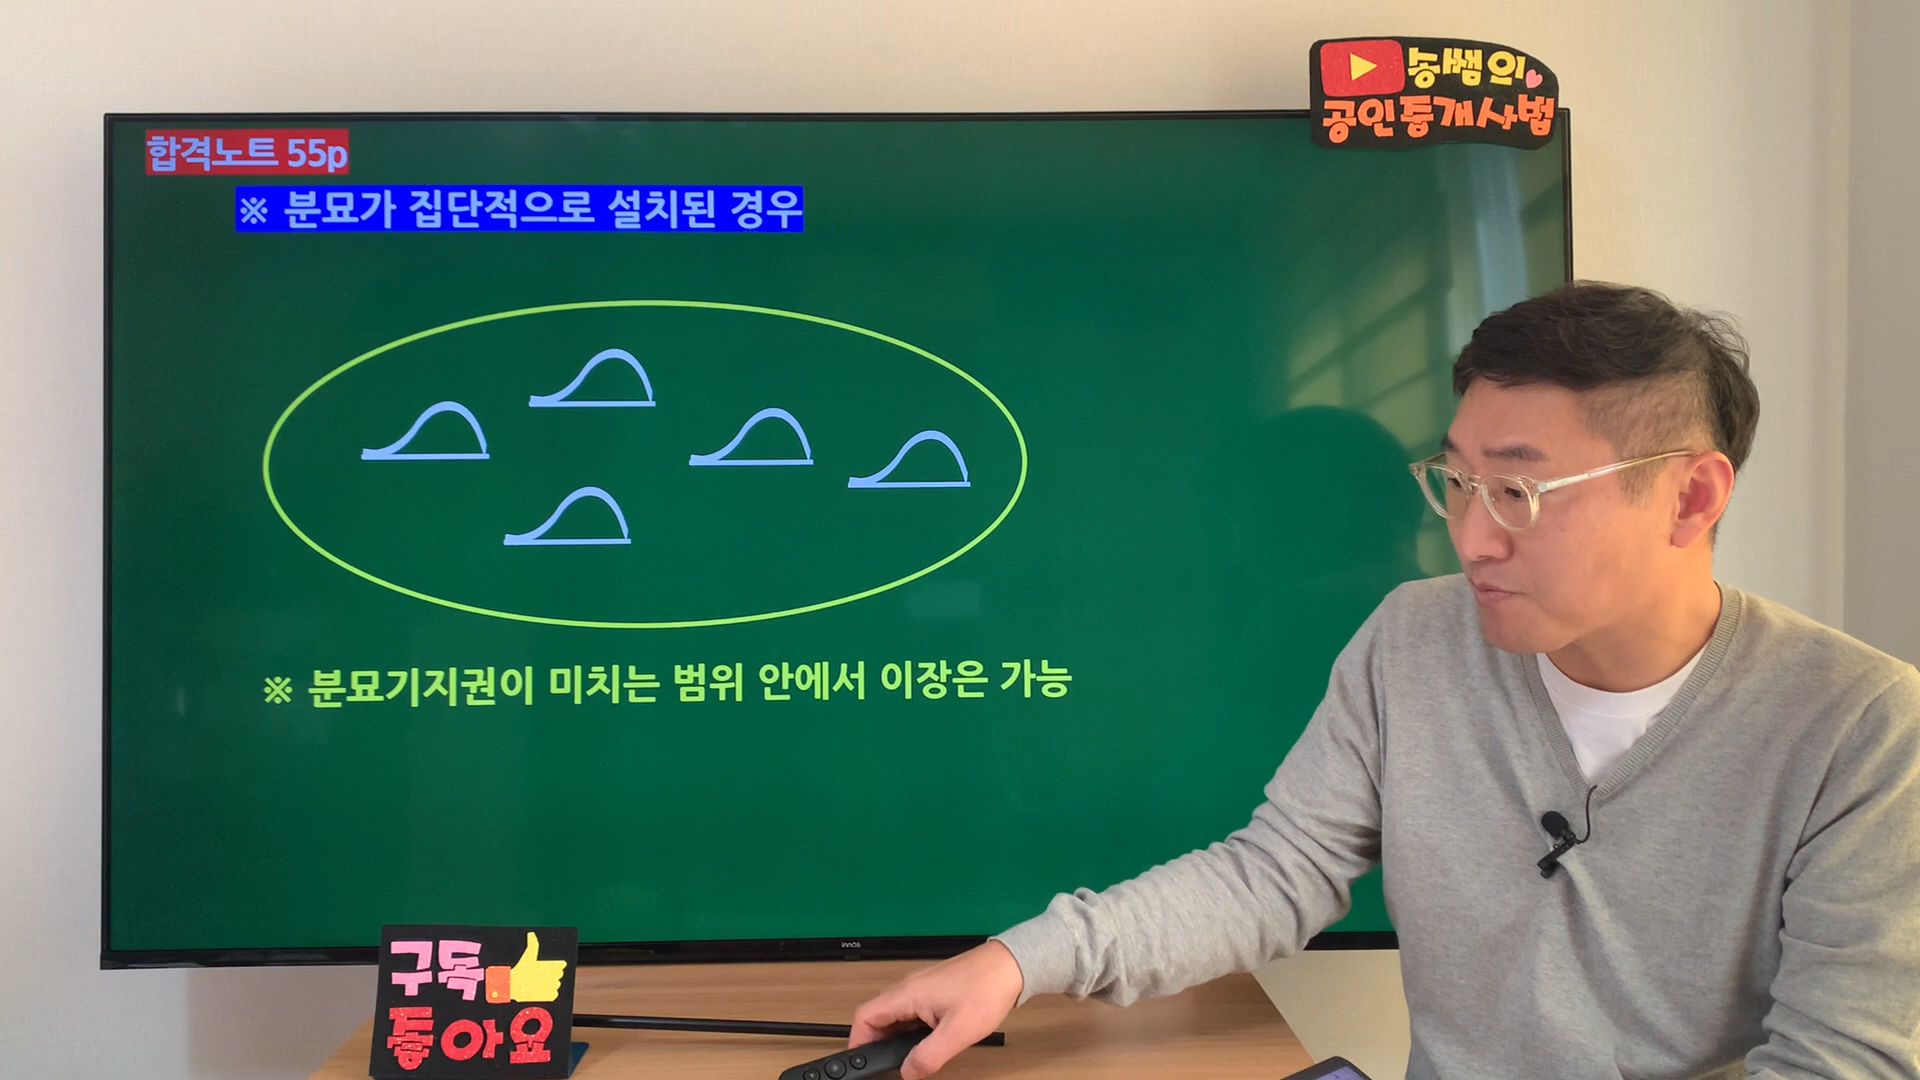 송쌤의
공인중개사법
합격노트 55p
※ 분묘가 집단적으로 설치된 경우
※ 분묘기지권이 미치는 범위 안에서 이장은 가능
innos
구독
좋아요